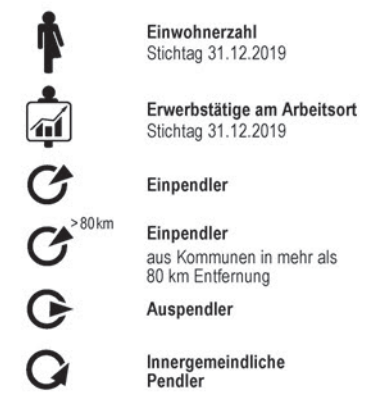 Einwohnerzahl
Stichtag 31.12.2019
Erwerbstätige am Arbeitsort
Stichtag 31.12.2019
Einpendler
>80km
Einpendler
aus Kommunen in mehr als
80 km Entfernung
Auspendler
Innergemeindliche
Pendler